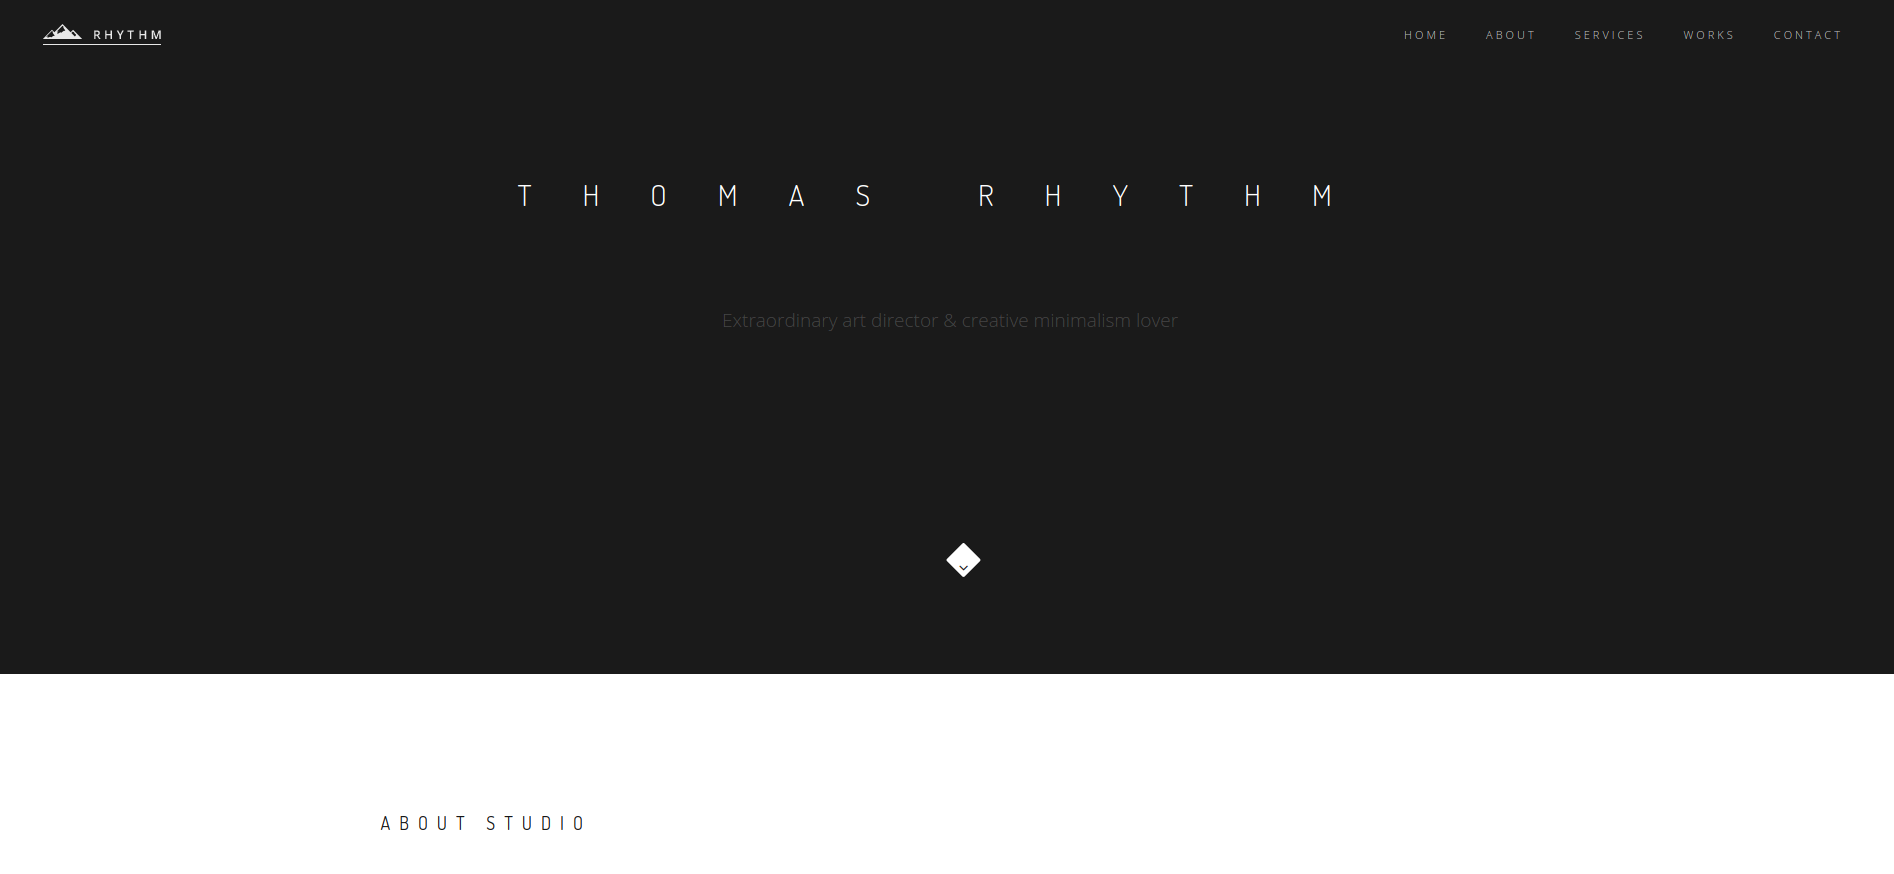 RHYTHM
HOME ABOUT SERVICES WORKS CONTACT
THOMAS RHYTHM
Extraordinary art director & creative minimalism lover
ABOUT STUDIO